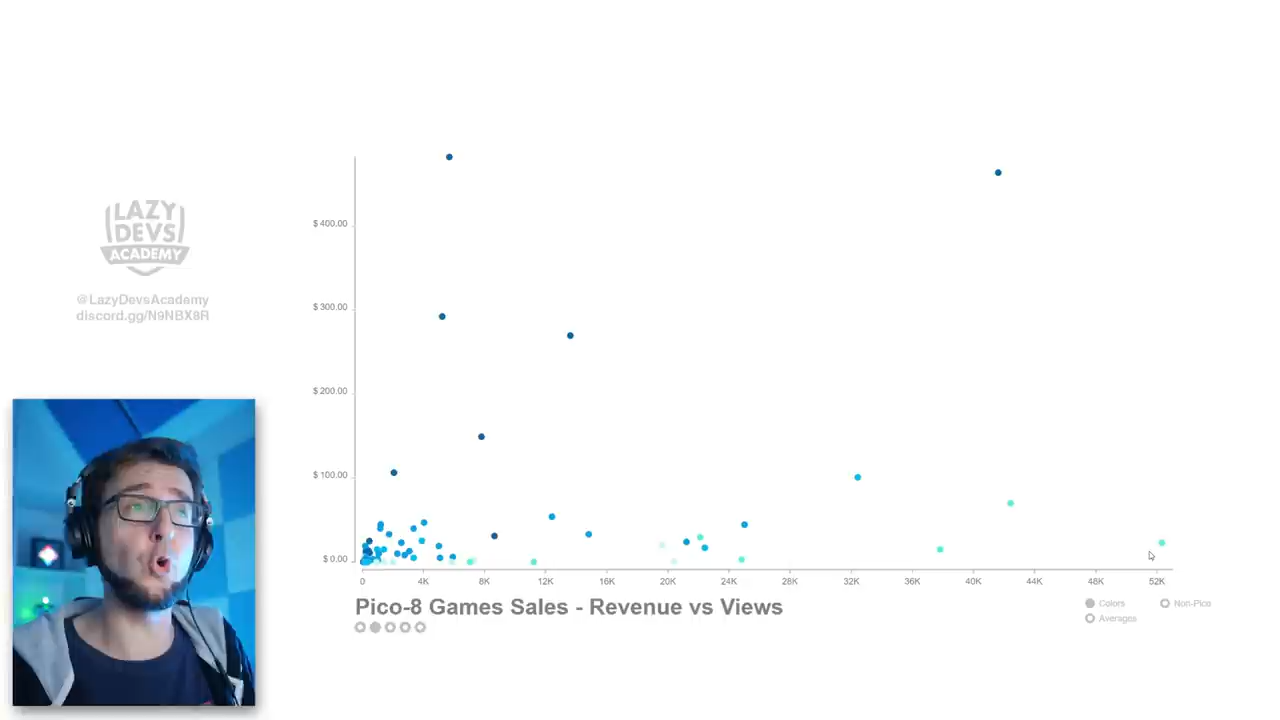 LAZY
DEVS
ACADEMY
@LazyDevsAcademy
discord.gg/N9NBX8R
$ 400.00
$ 300.00
$ 200.00
$ 100.00
$ 0.00
0 4K 8K 12K 16K 20K 24K 28K 32K 36K 40K 44K 48K 52K
Pico-8 Games Sales - Revenue vs Views
Colors Non-Pico
Averages